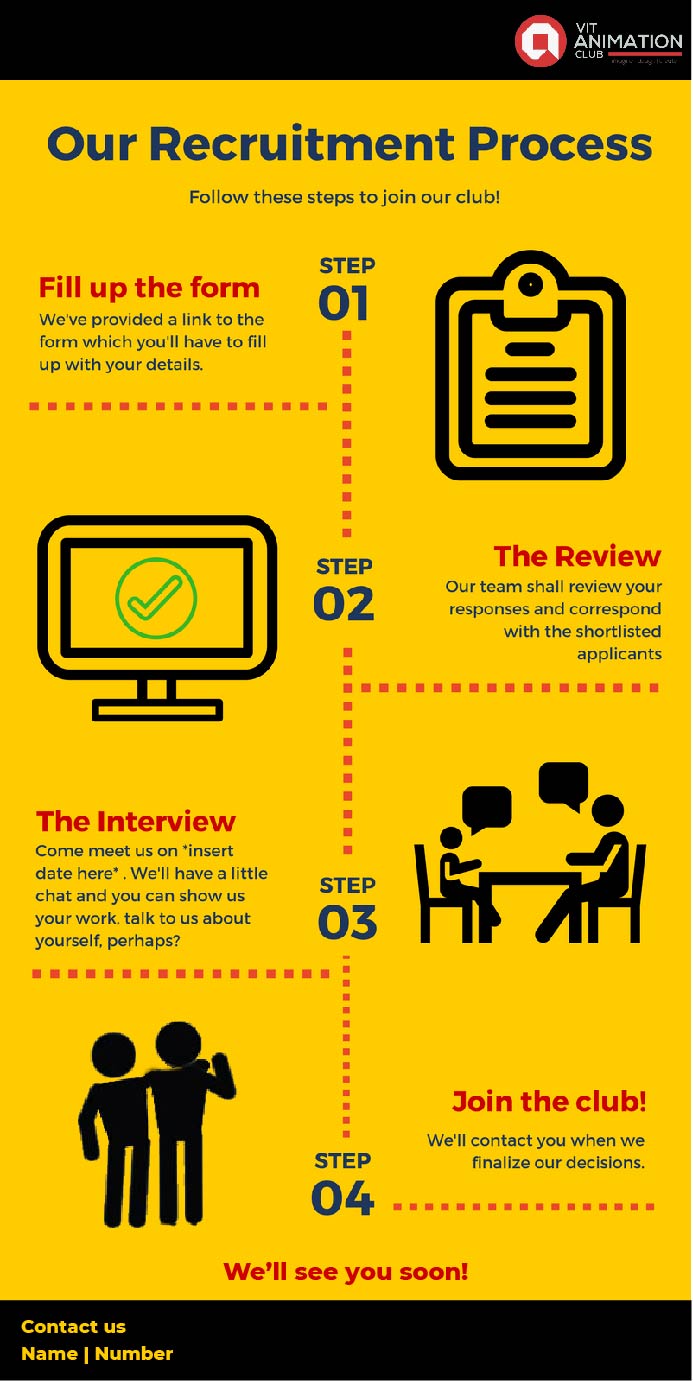 VIT
ANIMATION
CLUB
Our Recruitment Process
Follow these steps to join our club!
STEP
01
Fill up the form
We've provided a link to the
form which you'll have to fill
up with your details.
STEP
02
The Review
Our team shall review your
responses and correspond
with the shortlisted
applicants
The Interview
Come meet us on *insert
date here* . We'll have a little
chat and you can show us
your work. talk to us about
yourself, perhaps?
STEP
03
Join the club!
We'll contact you when we
finalize our decisions.
STEP
04
We'll see you soon!
Contact us
Name | Number